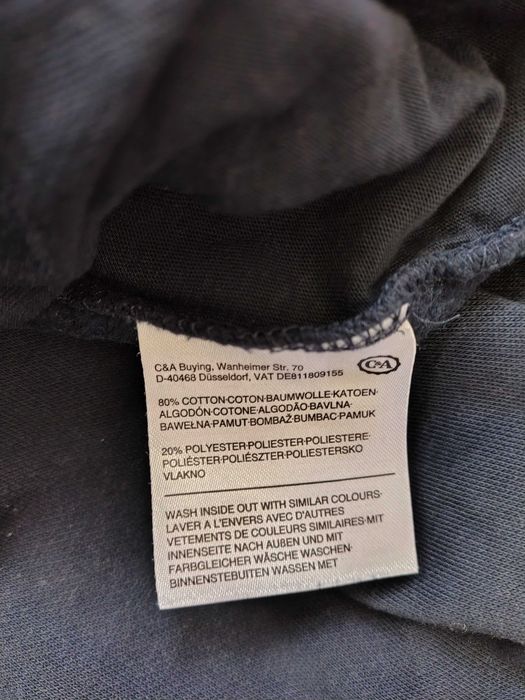 C&A Buying, Wanheimer Str. 70
D-40468 Düsseldorf, VAT DE811809155
C&A
80% COTTON·COTON·BAUMWOLLE·KATOEN·
ALGODÓN·COTONE·ALGODÃO·BAVLNA·
BAWEŁNA·PAMUT·BOMBAŽ·BUMBAC·PAMUK
20% POLYESTER·POLIESTER·POLIESTERE·
POLIÉSTER·POLIÉSZTER·POLIESTERSKO
VLAKNO
WASH INSIDE OUT WITH SIMILAR COLOURS·
LAVER A L'ENVERS AVEC D'AUTRES
VETEMENTS DE COULEURS SIMILAIRES·MIT
INNENSEITE NACH AUßEN UND MIT
FARBGLEICHER WÄSCHE WASCHEN·
BINNENSTEBUITEN WASSEN MET